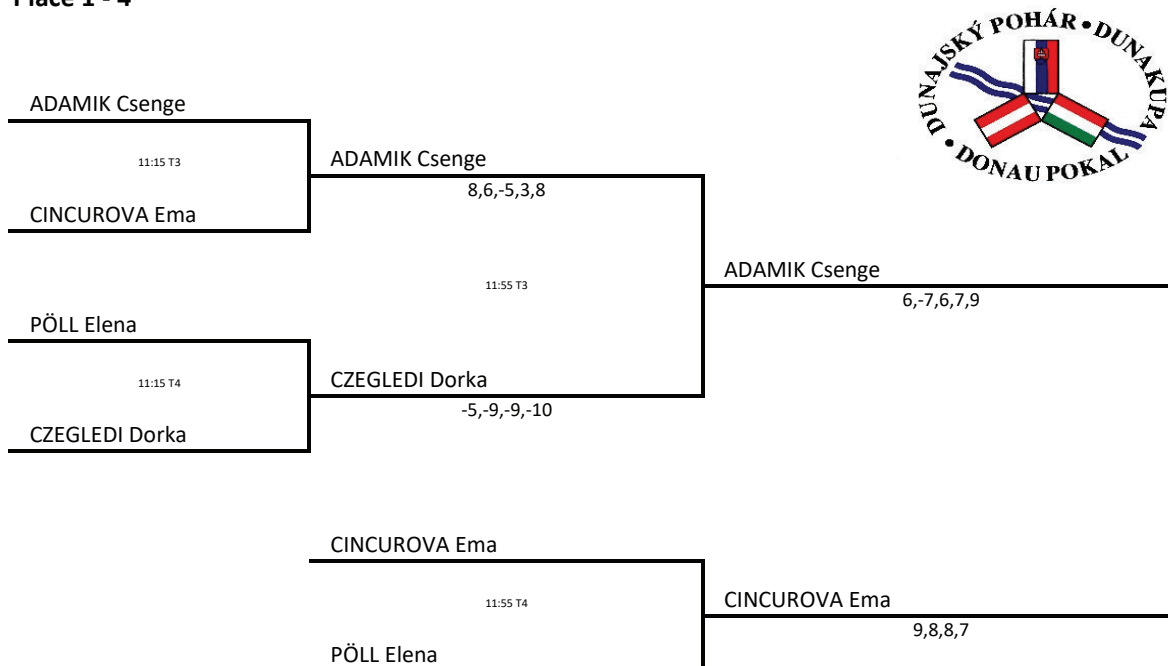 Place 1 - 4
DUNAJSKÝ POHÁR • DUNAKUPA • DONAU POKAL
ADAMIK Csenge
11:15 T3
ADAMIK Csenge
8,6,-5,3,8
CINCUROVA Ema
11:55 T3
ADAMIK Csenge
6,-7,6,7,9
PÖLL Elena
11:15 T4
CZEGLEDI Dorka
-5,-9,-9,-10
CZEGLEDI Dorka
CINCUROVA Ema
11:55 T4
CINCUROVA Ema
9,8,8,7
PÖLL Elena